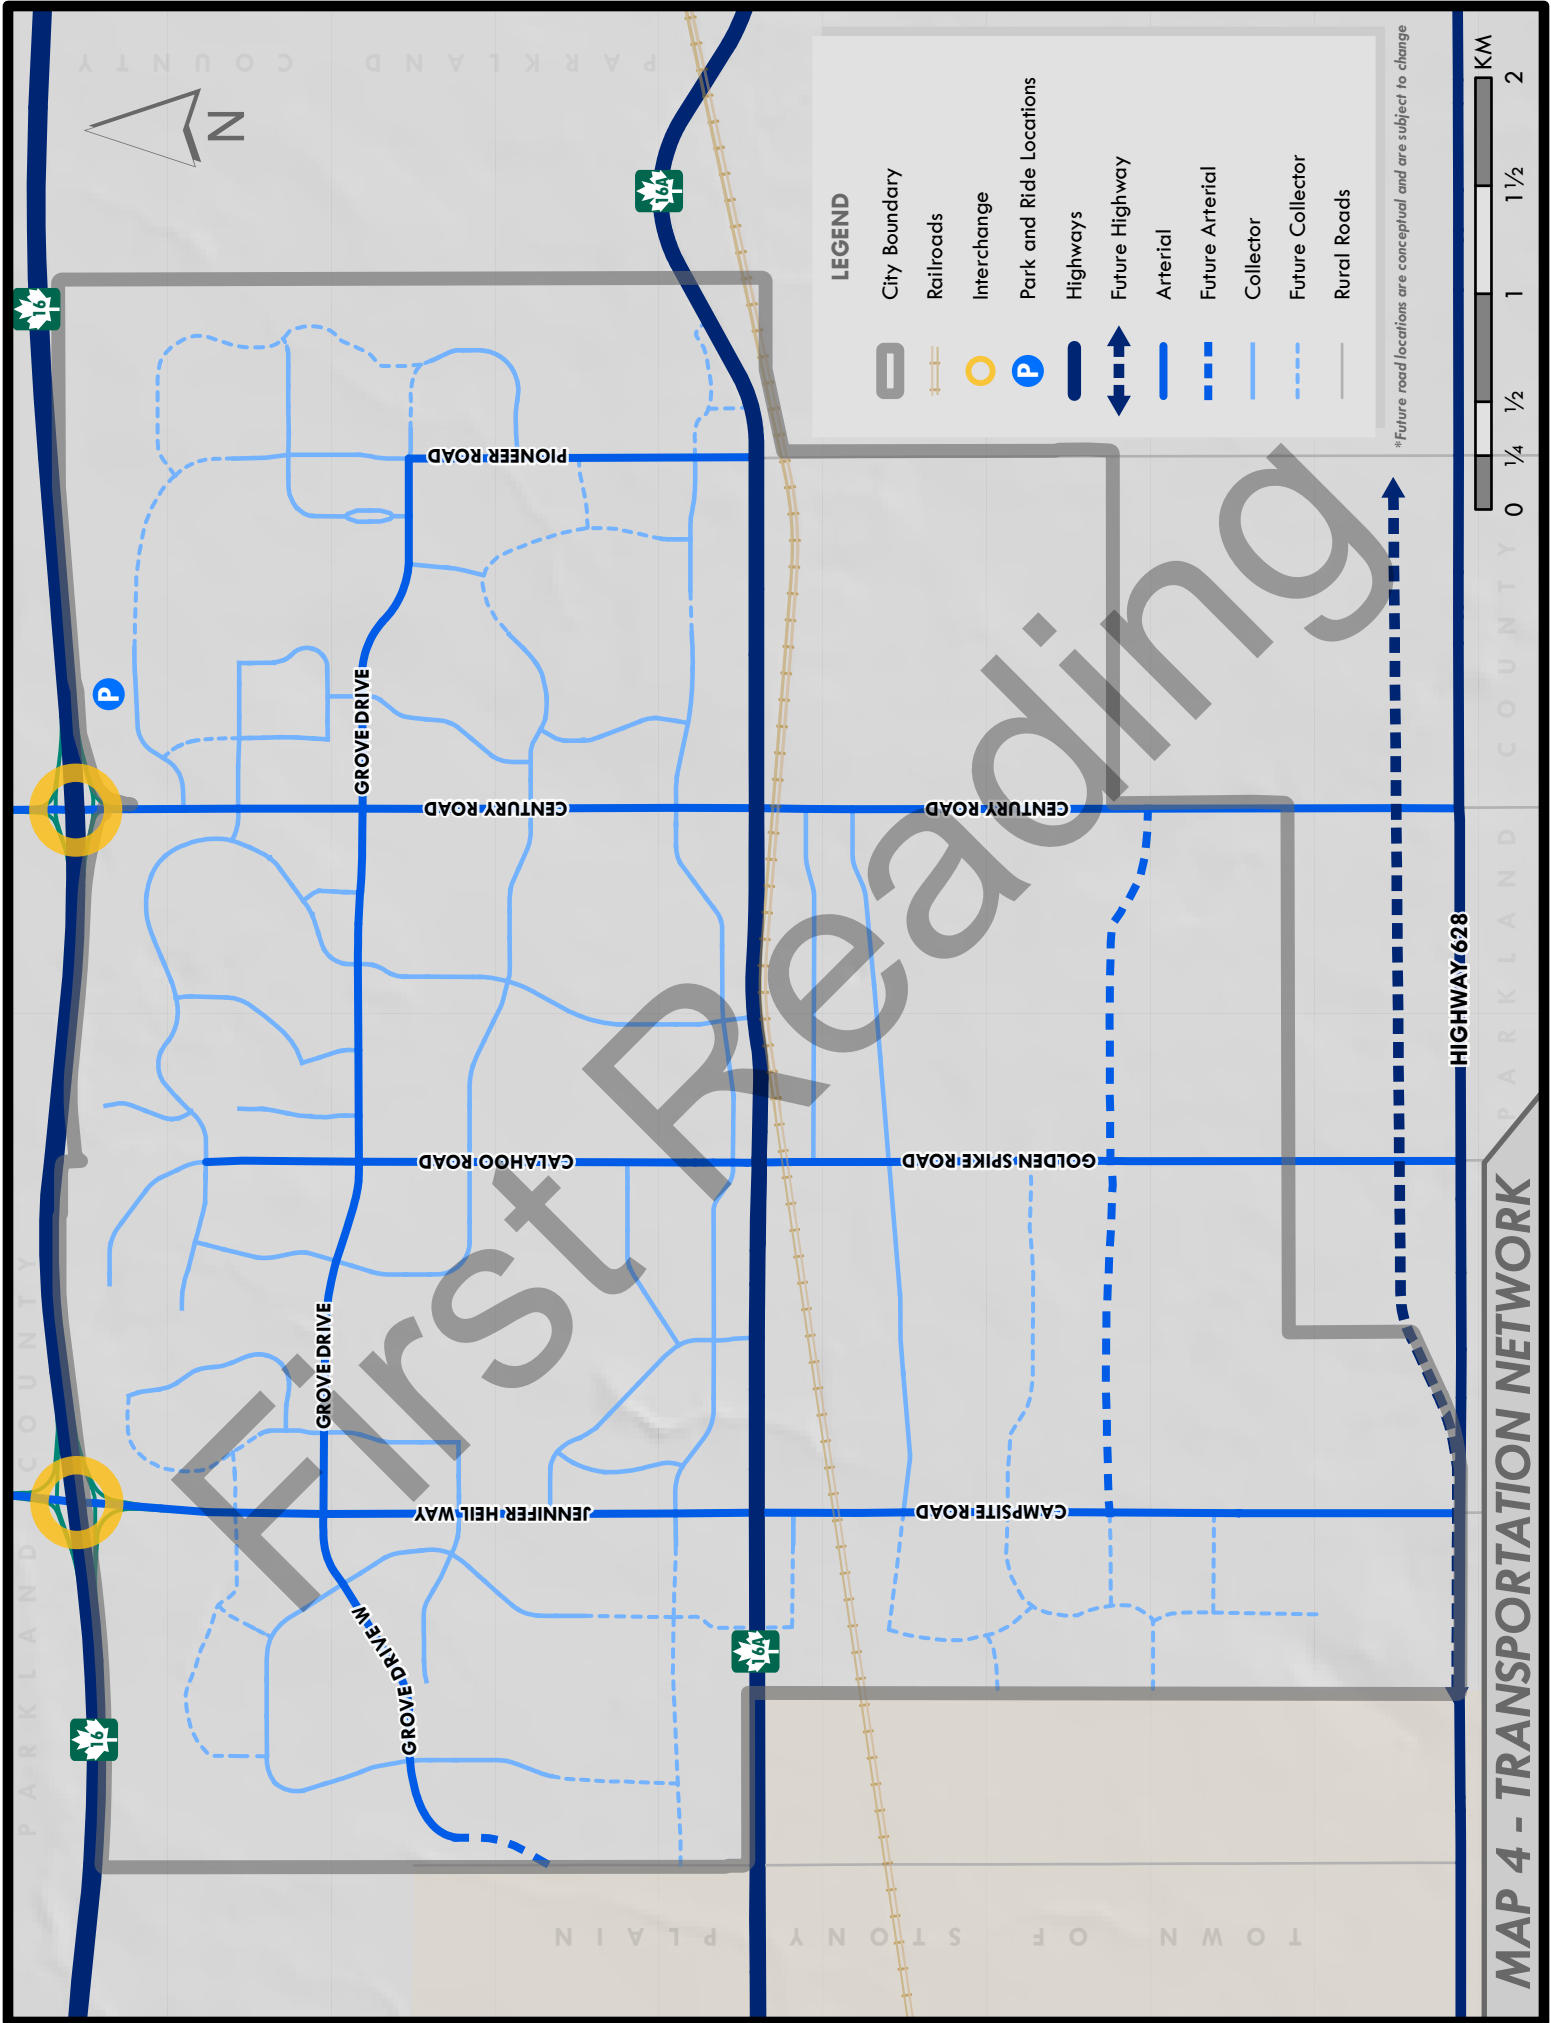 PARKLAND COUNTY
N
16
16A
LEGEND
City Boundary
Railroads
Interchange
Park and Ride Locations
P
Highways
Future Highway
Arterial
Future Arterial
Collector
Future Collector
Rural Roads
*Future road locations are conceptual and are subject to change
0 ¼ ½ 1 1½ 2 KM
P
PIONEER ROAD
GROVE DRIVE
CENTURY ROAD
CENTURY ROAD
CALAHOO ROAD
GOLDEN SPIKE ROAD
GROVE DRIVE
JENNIFER HEIL WAY
CAMPSITE ROAD
GROVE DRIVE W
16
16A
HIGHWAY 628
PARKLAND COUNTY
PARKLAND COUNTY
TOWN OF STONY PLAIN
First Reading
MAP 4 - TRANSPORTATION NETWORK